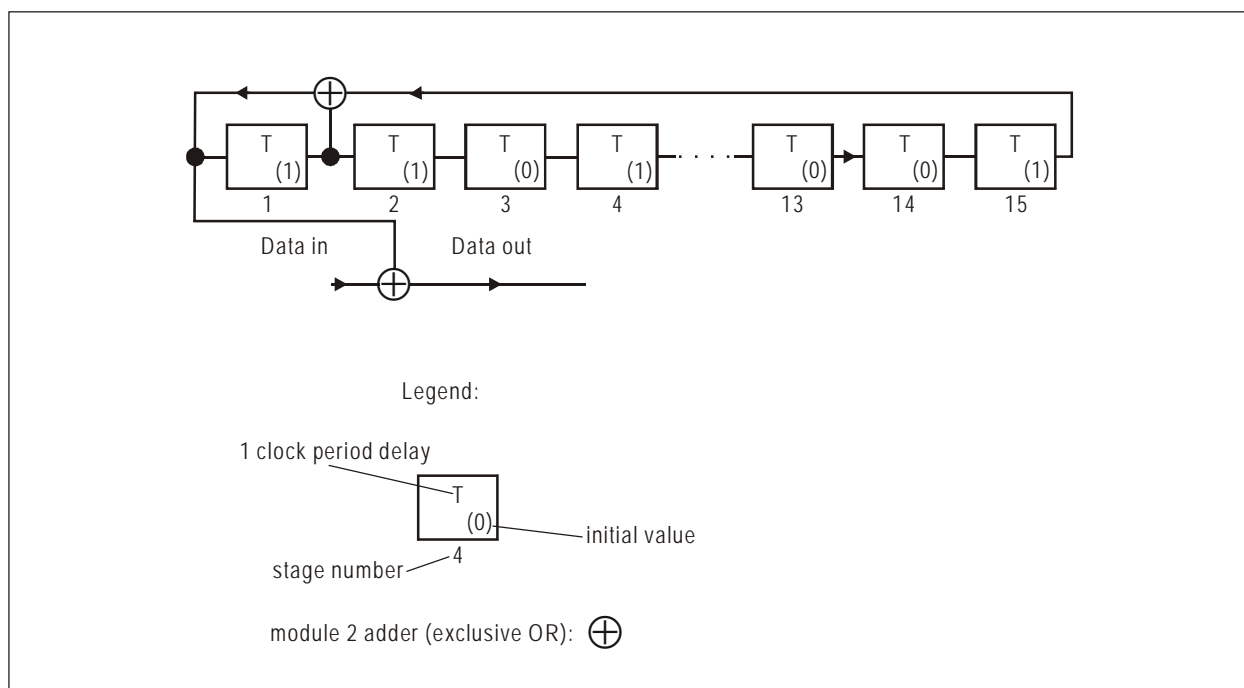 T T T T T T T
(1) (1) (0) (1) . . . . (0) (0) (1)
1 2 3 4 13 14 15
Data in Data out
Legend:
1 clock period delay
T
(0)
initial value
4
stage number
module 2 adder (exclusive OR):